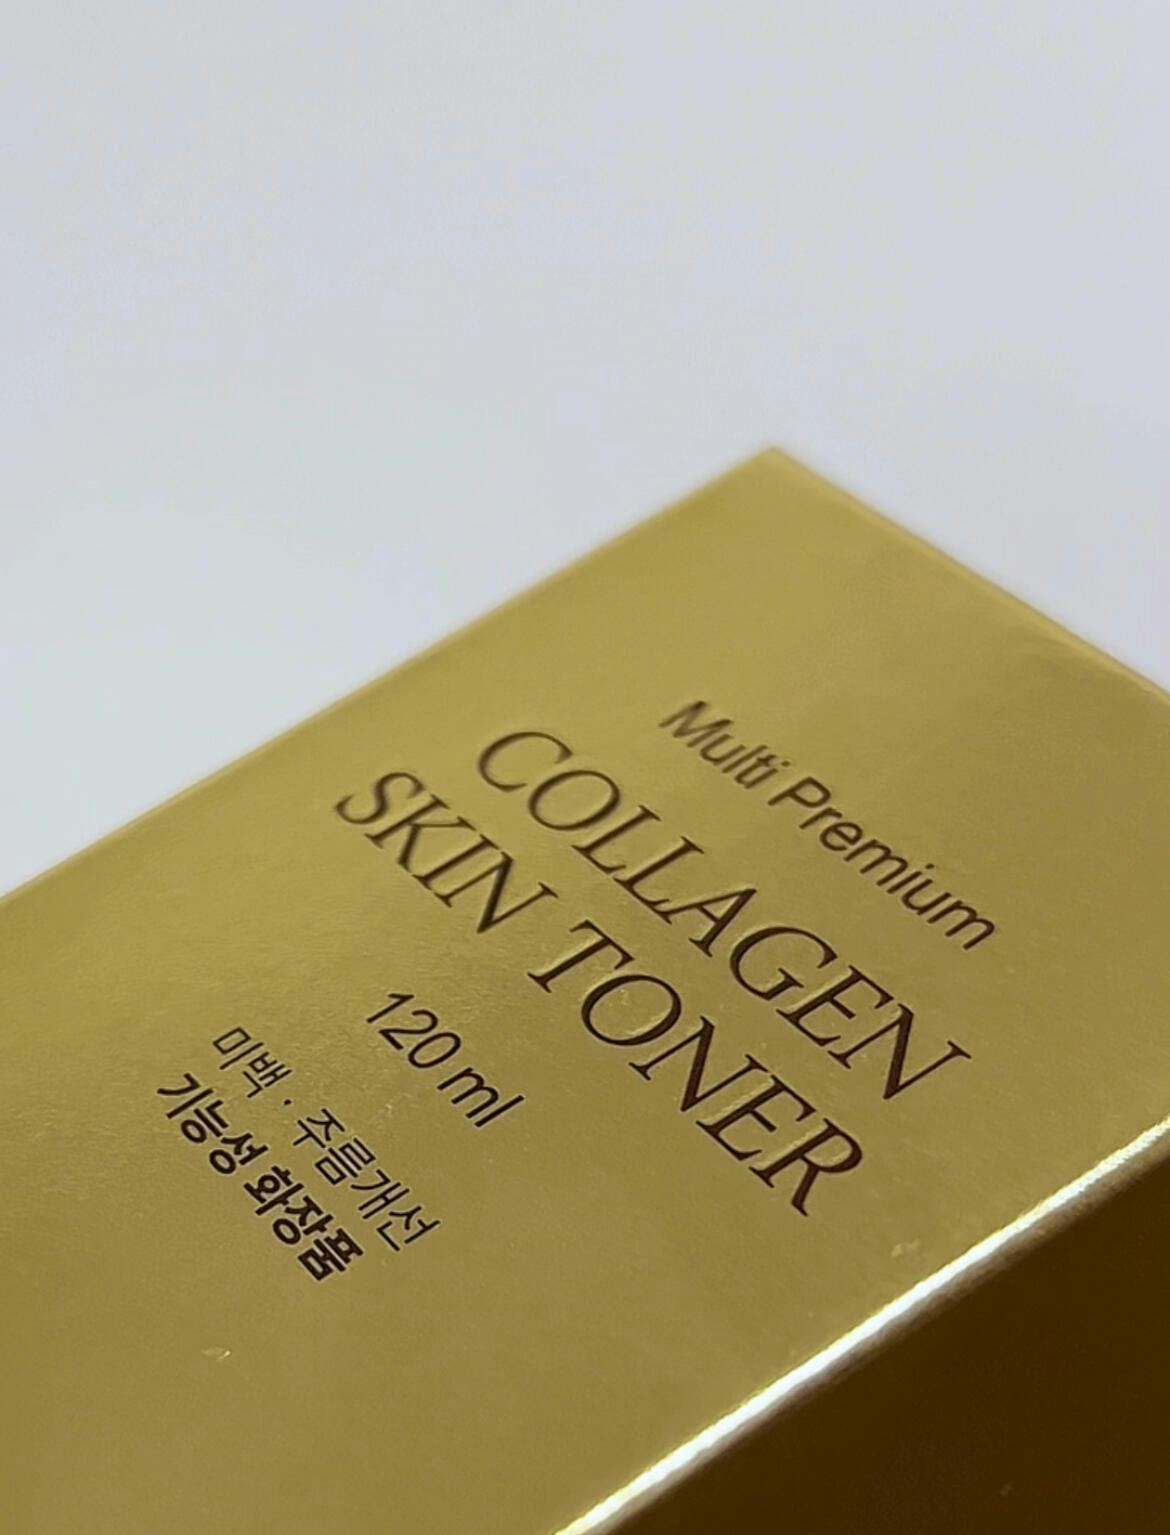 Multi Premium
COLLAGEN
SKIN TONER
120 ml
미백 · 주름개선
기능성 화장품